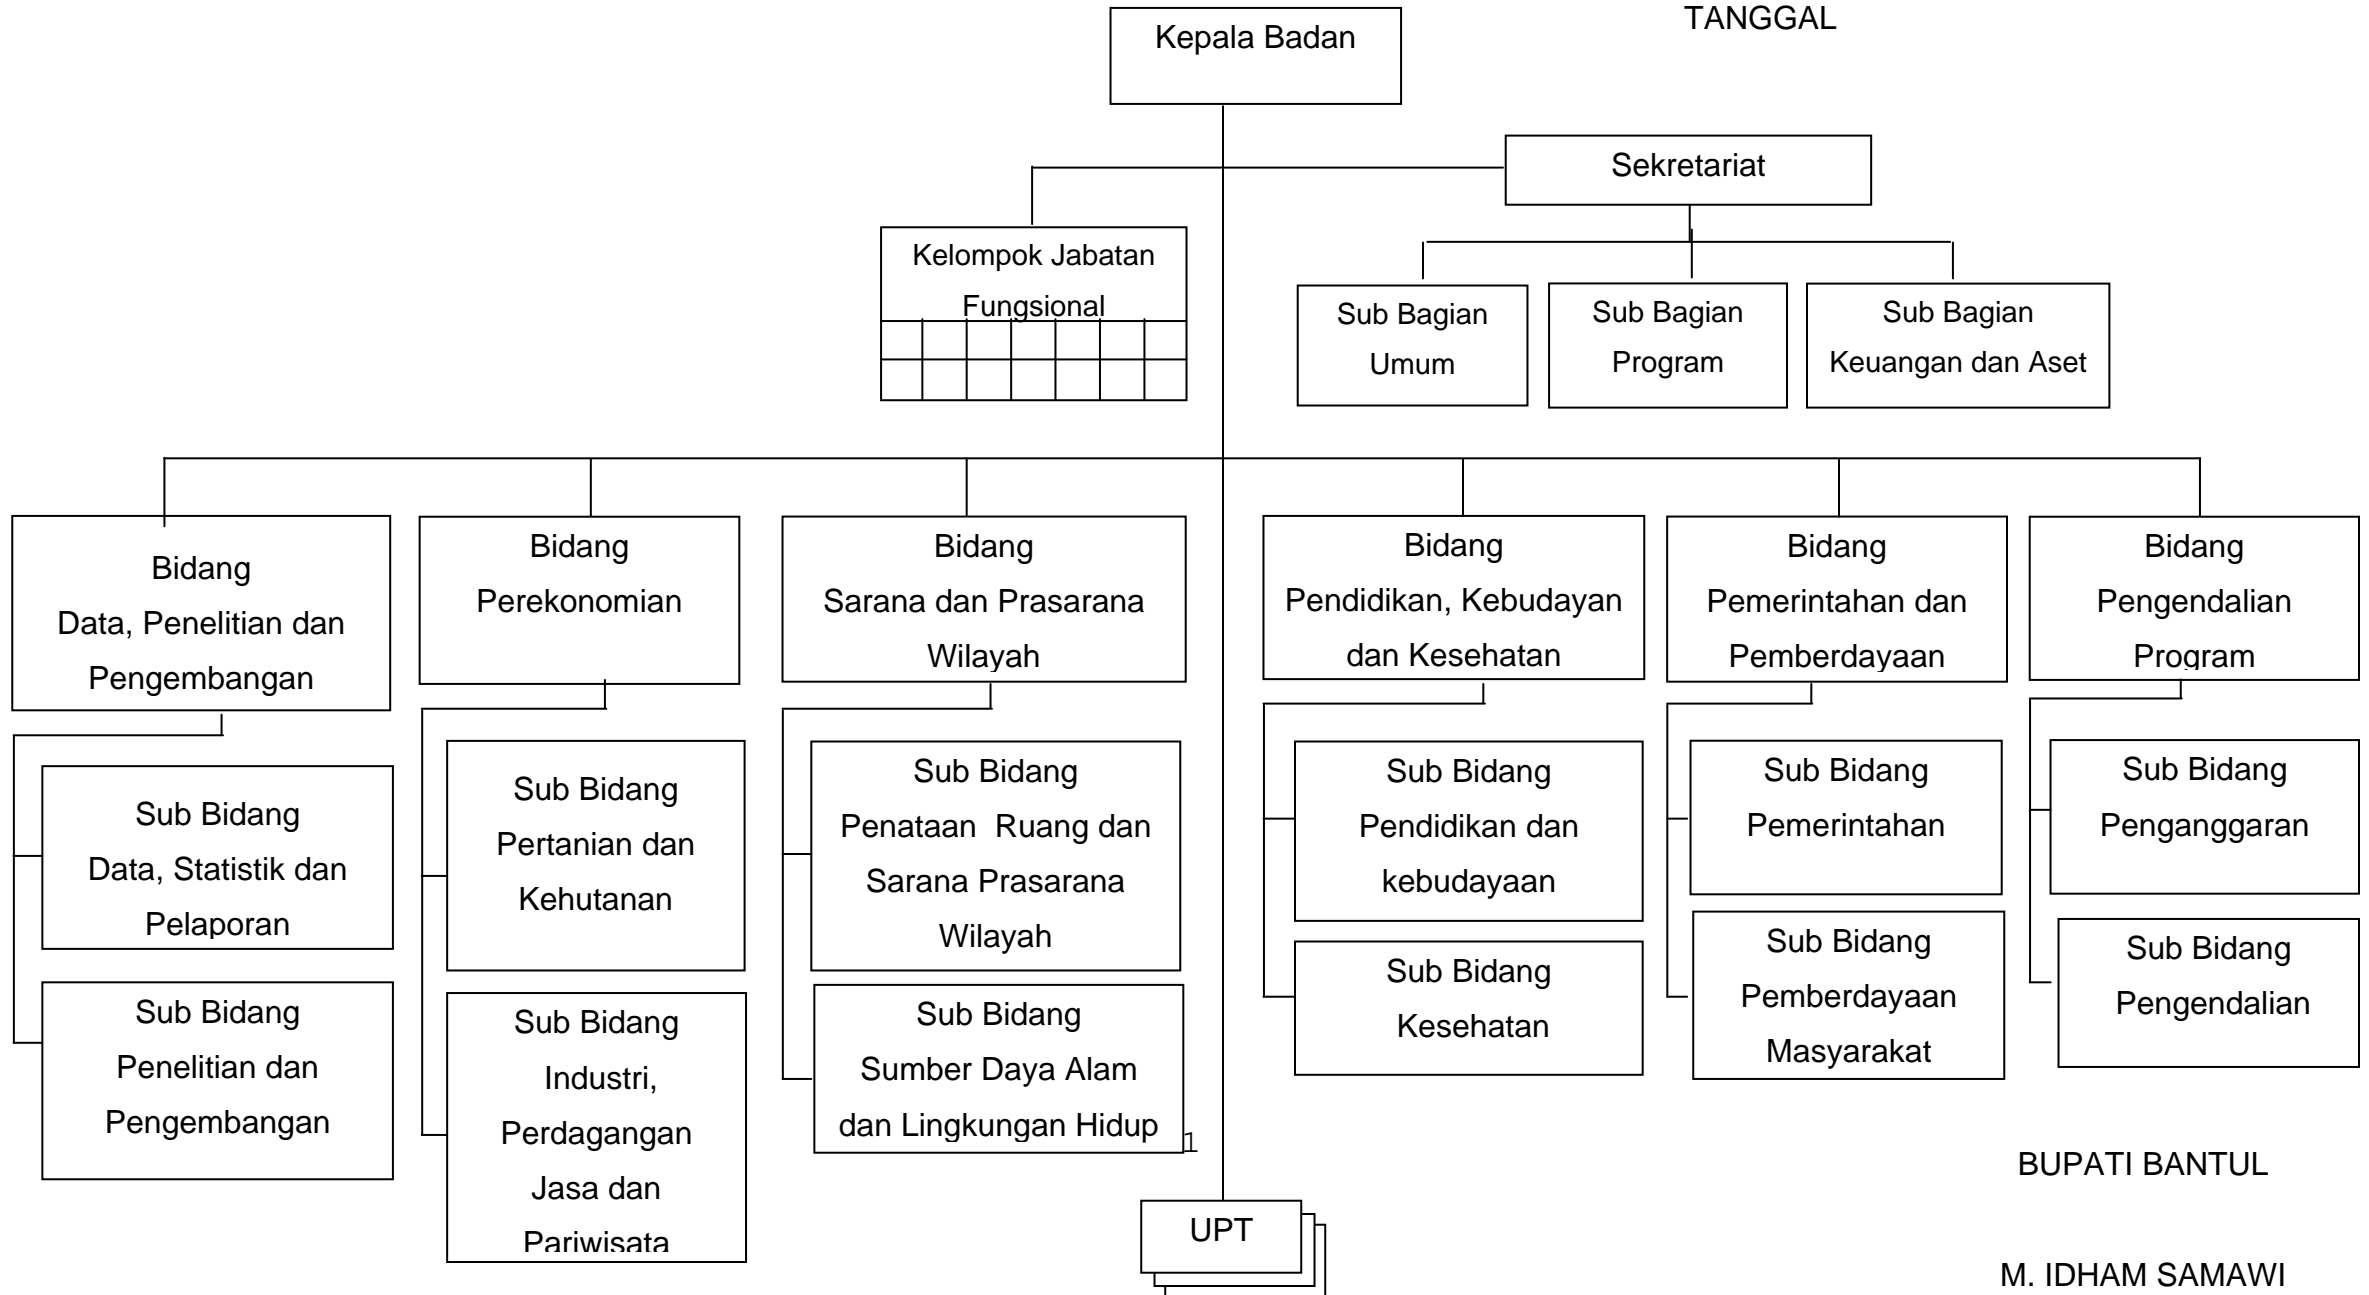 TANGGAL
Kepala Badan
Sekretariat
Kelompok Jabatan
Fungsional
Sub Bagian
Umum
Sub Bagian
Program
Sub Bagian
Keuangan dan Aset
Bidang
Data, Penelitian dan
Pengembangan
Bidang
Perekonomian
Bidang
Sarana dan Prasarana
Wilayah
Bidang
Pendidikan, Kebudayan
dan Kesehatan
Bidang
Pemerintahan dan
Pemberdayaan
Bidang
Pengendalian
Program
Sub Bidang
Data, Statistik dan
Pelaporan
Sub Bidang
Penelitian dan
Pengembangan
Sub Bidang
Pertanian dan
Kehutanan
Sub Bidang
Industri,
Perdagangan
Jasa dan
Pariwisata
Sub Bidang
Penataan  Ruang dan
Sarana Prasarana
Wilayah
Sub Bidang
Sumber Daya Alam
dan Lingkungan Hidup
Sub Bidang
Pendidikan dan
kebudayaan
Sub Bidang
Kesehatan
Sub Bidang
Pemerintahan
Sub Bidang
Pemberdayaan
Masyarakat
Sub Bidang
Penganggaran
Sub Bidang
Pengendalian
1
UPT
BUPATI BANTUL
M. IDHAM SAMAWI